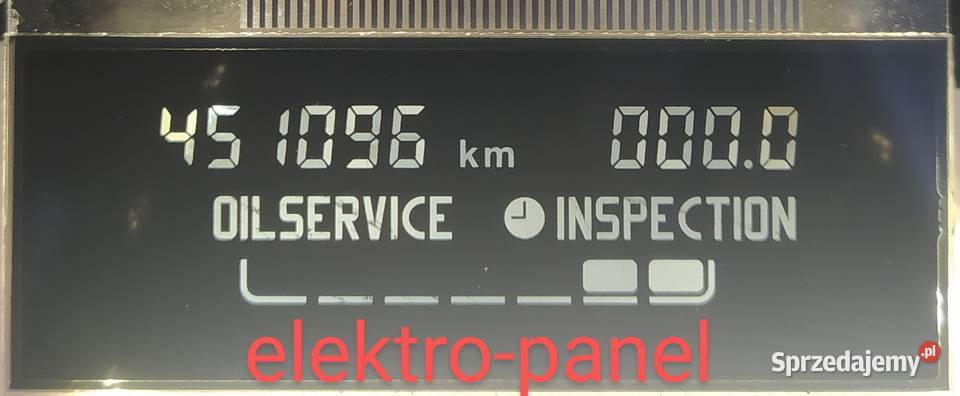 451096 km 000.0
OILSERVICE INSPECTION
elektro-panel
Sprzedajemy.pl